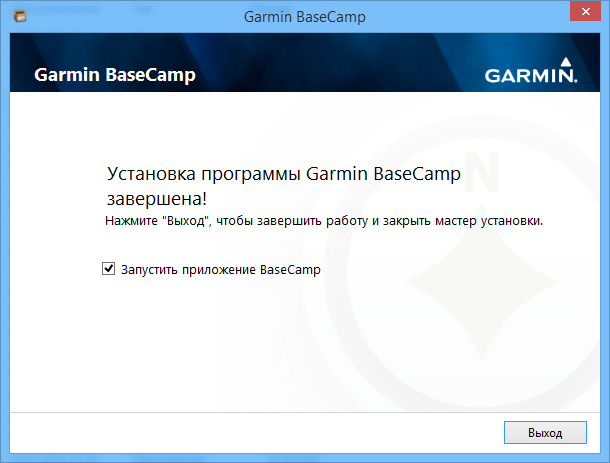 Garmin BaseCamp
Garmin BaseCamp
GARMIN.
N
Установка программы Garmin BaseCamp
завершена!
Нажмите "Выход", чтобы завершить работу и закрыть мастер установки.
Запустить приложение BaseCamp
Выход